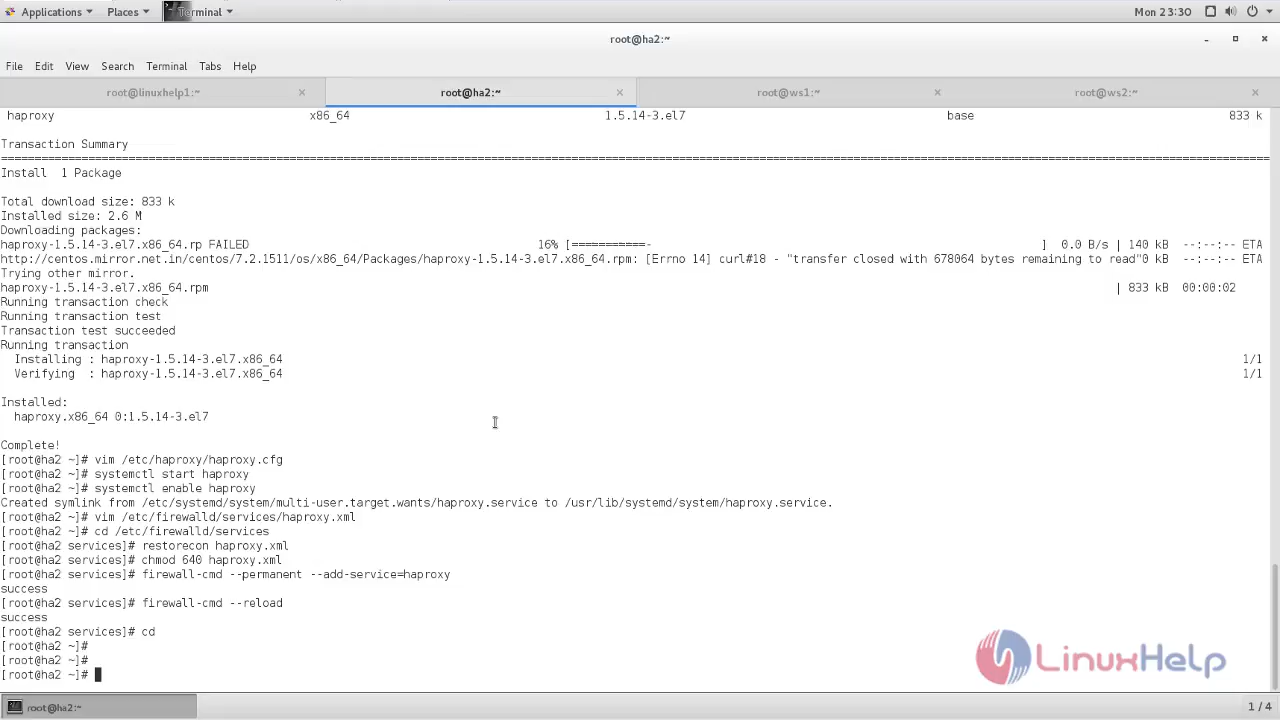 Applications Places Terminal Mon 23:30
root@ha2:~
File Edit View Search Terminal Tabs Help
root@linuxhelp1:~ × root@ha2:~ × root@ws1:~ × root@ws2:~ ×
haproxy x86_64 1.5.14-3.el7 base 833 k
Transaction Summary
================================================================================
Install 1 Package
Total download size: 833 k
Installed size: 2.6 M
Downloading packages:
haproxy-1.5.14-3.el7.x86_64.rp FAILED 16% [===========- ] 0.0 B/s | 140 kB --:--:-- ETA
http://centos.mirror.net.in/centos/7.2.1511/os/x86_64/Packages/haproxy-1.5.14-3.el7.x86_64.rpm: [Errno 14] curl#18 - "transfer closed with 678064 bytes remaining to read"0 kB --:--:-- ETA
Trying other mirror.
haproxy-1.5.14-3.el7.x86_64.rpm | 833 kB 00:00:02
Running transaction check
Running transaction test
Transaction test succeeded
Running transaction
Installing : haproxy-1.5.14-3.el7.x86_64 1/1
Verifying : haproxy-1.5.14-3.el7.x86_64 1/1
Installed:
haproxy.x86_64 0:1.5.14-3.el7
Complete!
[root@ha2 ~]# vim /etc/haproxy/haproxy.cfg
[root@ha2 ~]# systemctl start haproxy
[root@ha2 ~]# systemctl enable haproxy
Created symlink from /etc/systemd/system/multi-user.target.wants/haproxy.service to /usr/lib/systemd/system/haproxy.service.
[root@ha2 ~]# vim /etc/firewalld/services/haproxy.xml
[root@ha2 ~]# cd /etc/firewalld/services
[root@ha2 services]# restorecon haproxy.xml
[root@ha2 services]# chmod 640 haproxy.xml
[root@ha2 services]# firewall-cmd --permanent --add-service=haproxy
success
[root@ha2 services]# firewall-cmd --reload
success
[root@ha2 services]# cd
[root@ha2 ~]#
[root@ha2 ~]#
[root@ha2 ~]#
LinuxHelp
root@ha2:~ 1 / 4